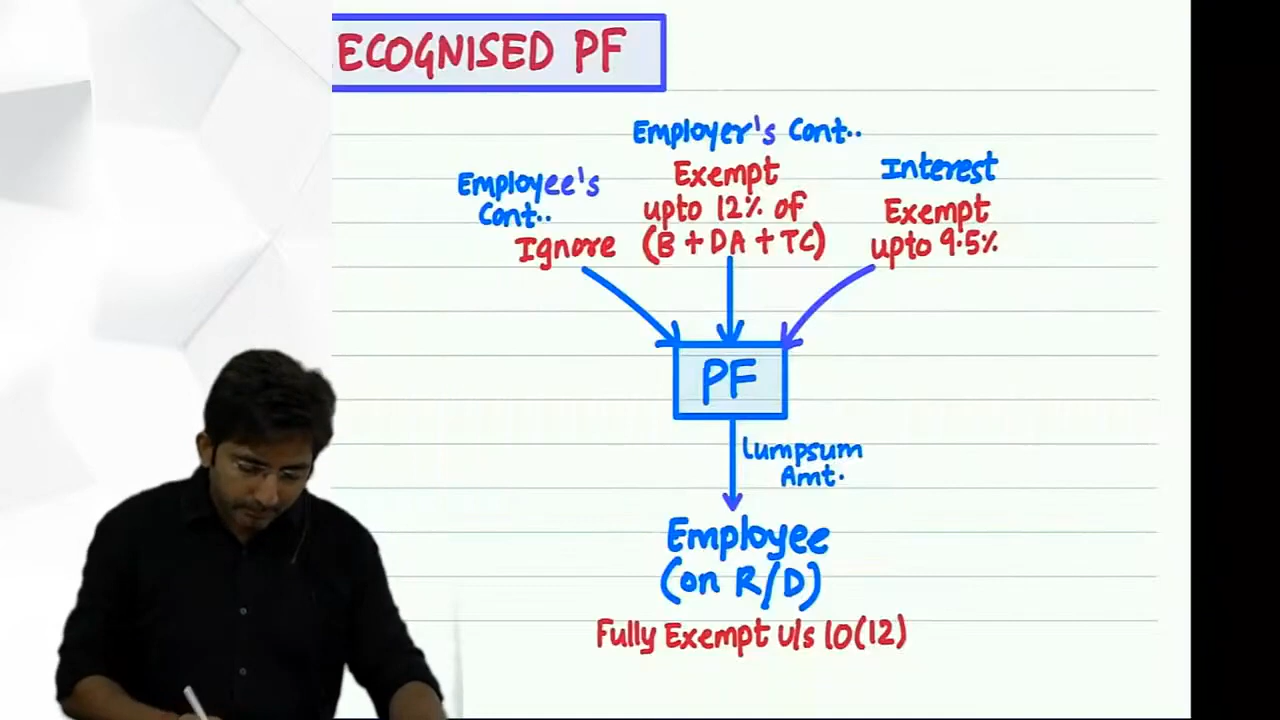 ECOGNISED PF
Employer's Cont..
Exempt
upto 12% of
(B + DA + TC)
Employee's
Cont..
Ignore
Interest
Exempt
upto 9.5%
PF
Lumpsum
Amt.
Employee
(on R/D)
Fully Exempt u/s 10(12)